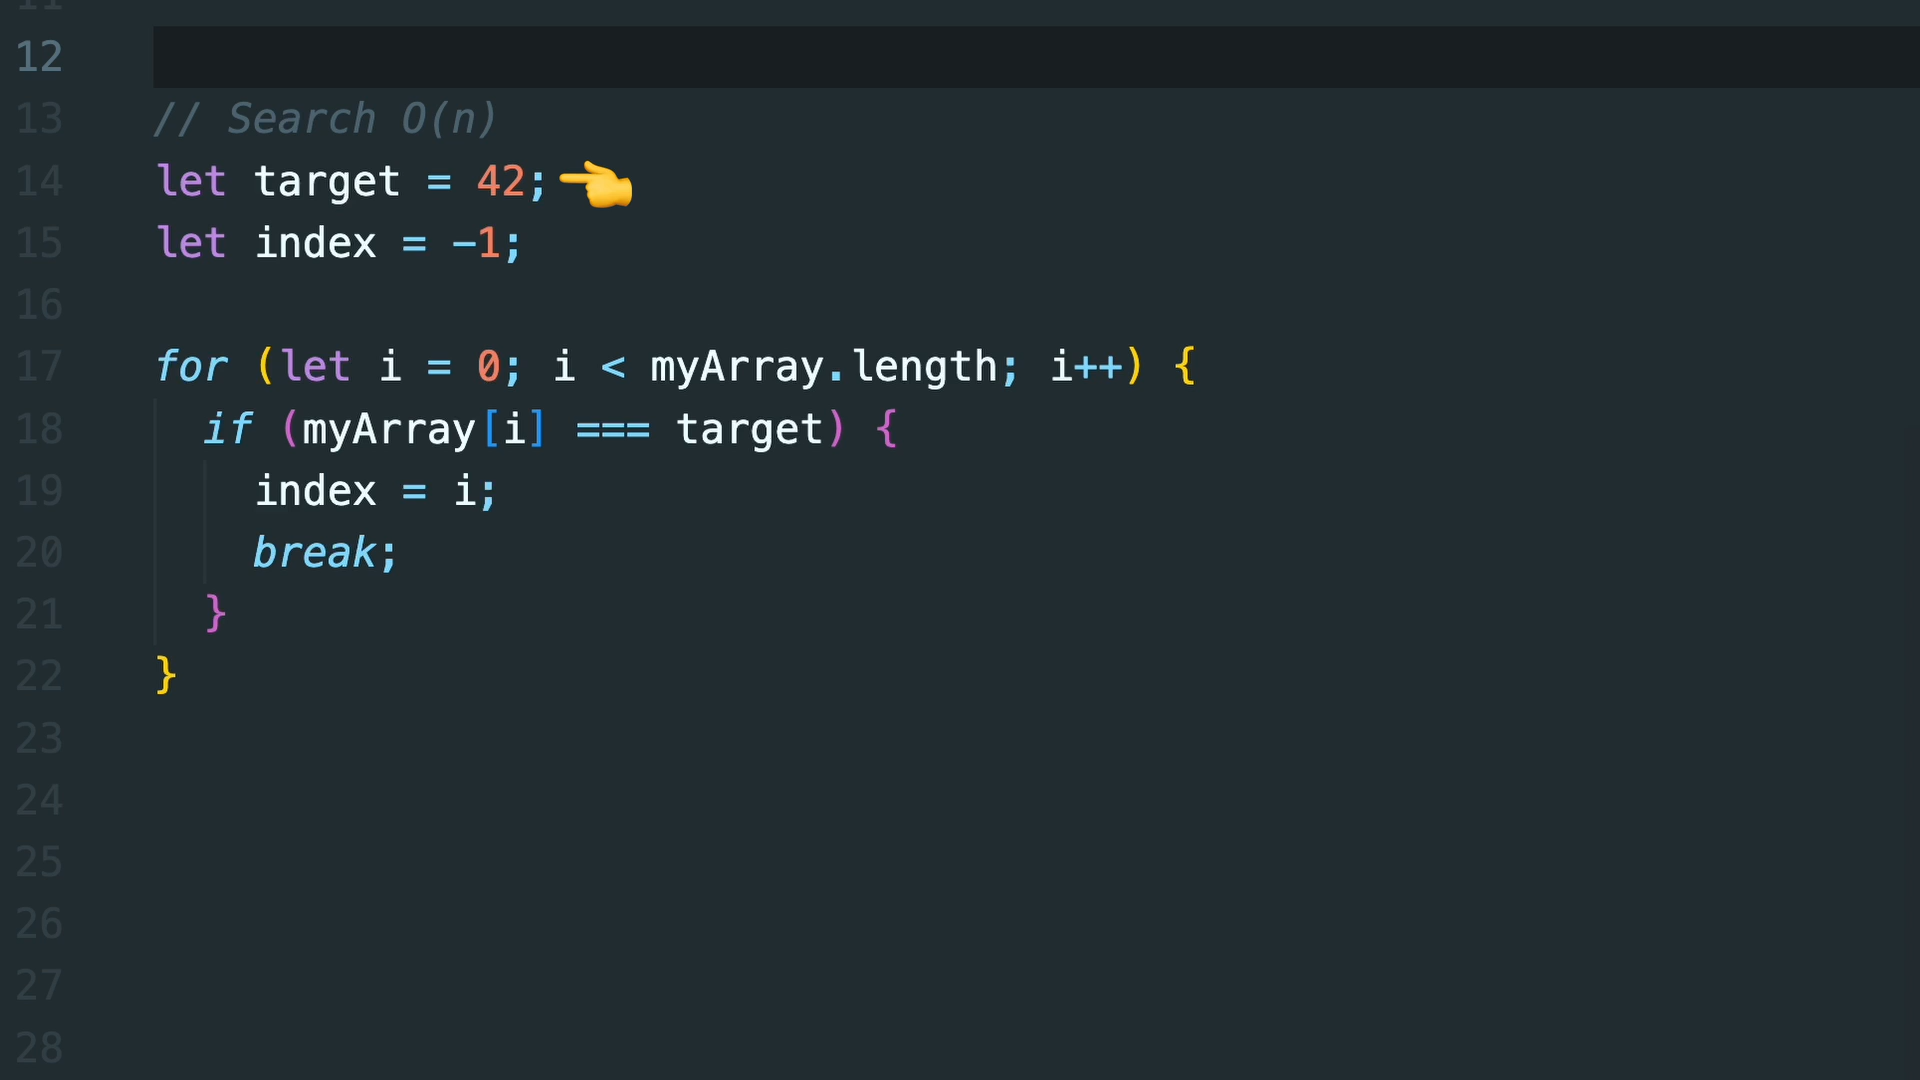 11
12
13 // Search O(n)
14 let target = 42; 👈
15 let index = -1;
16
17 for (let i = 0; i < myArray.length; i++) {
18 if (myArray[i] === target) {
19 index = i;
20 break;
21 }
22 }
23
24
25
26
27
28